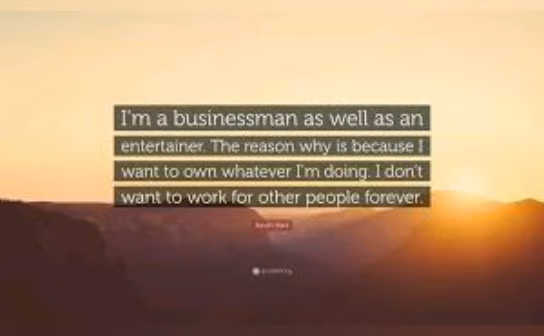 I'm a businessman as well as an
entertainer. The reason why is because I
want to own whatever I'm doing. I don't
want to work for other people forever.